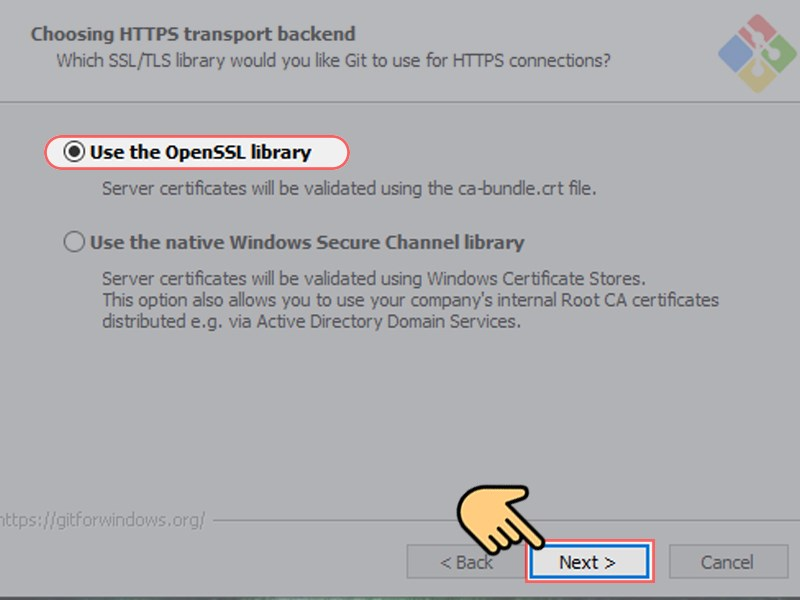 Choosing HTTPS transport backend
Which SSL/TLS library would you like Git to use for HTTPS connections?
Use the OpenSSL library
Server certificates will be validated using the ca-bundle.crt file.
Use the native Windows Secure Channel library
Server certificates will be validated using Windows Certificate Stores.
This option also allows you to use your company's internal Root CA certificates
distributed e.g. via Active Directory Domain Services.
https://gitforwindows.org/
< Back
Next >
Cancel